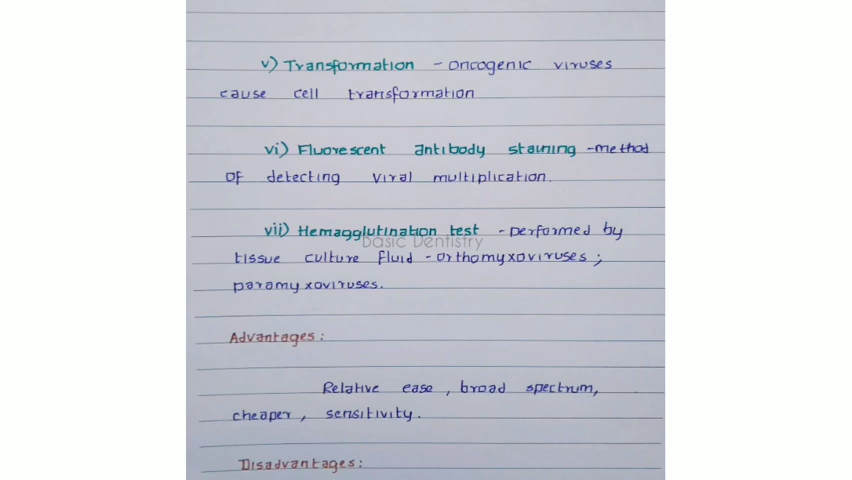 v) Transformation - oncogenic viruses
cause cell transformation
vi) Fluorescent antibody staining - method
of detecting viral multiplication.
vii) Hemagglutination test - performed by
Basic Dentistry
tissue culture fluid - orthomyxoviruses ;
paramyxoviruses.
Advantages :
Relative ease, broad spectrum,
cheaper, sensitivity.
Disadvantages :